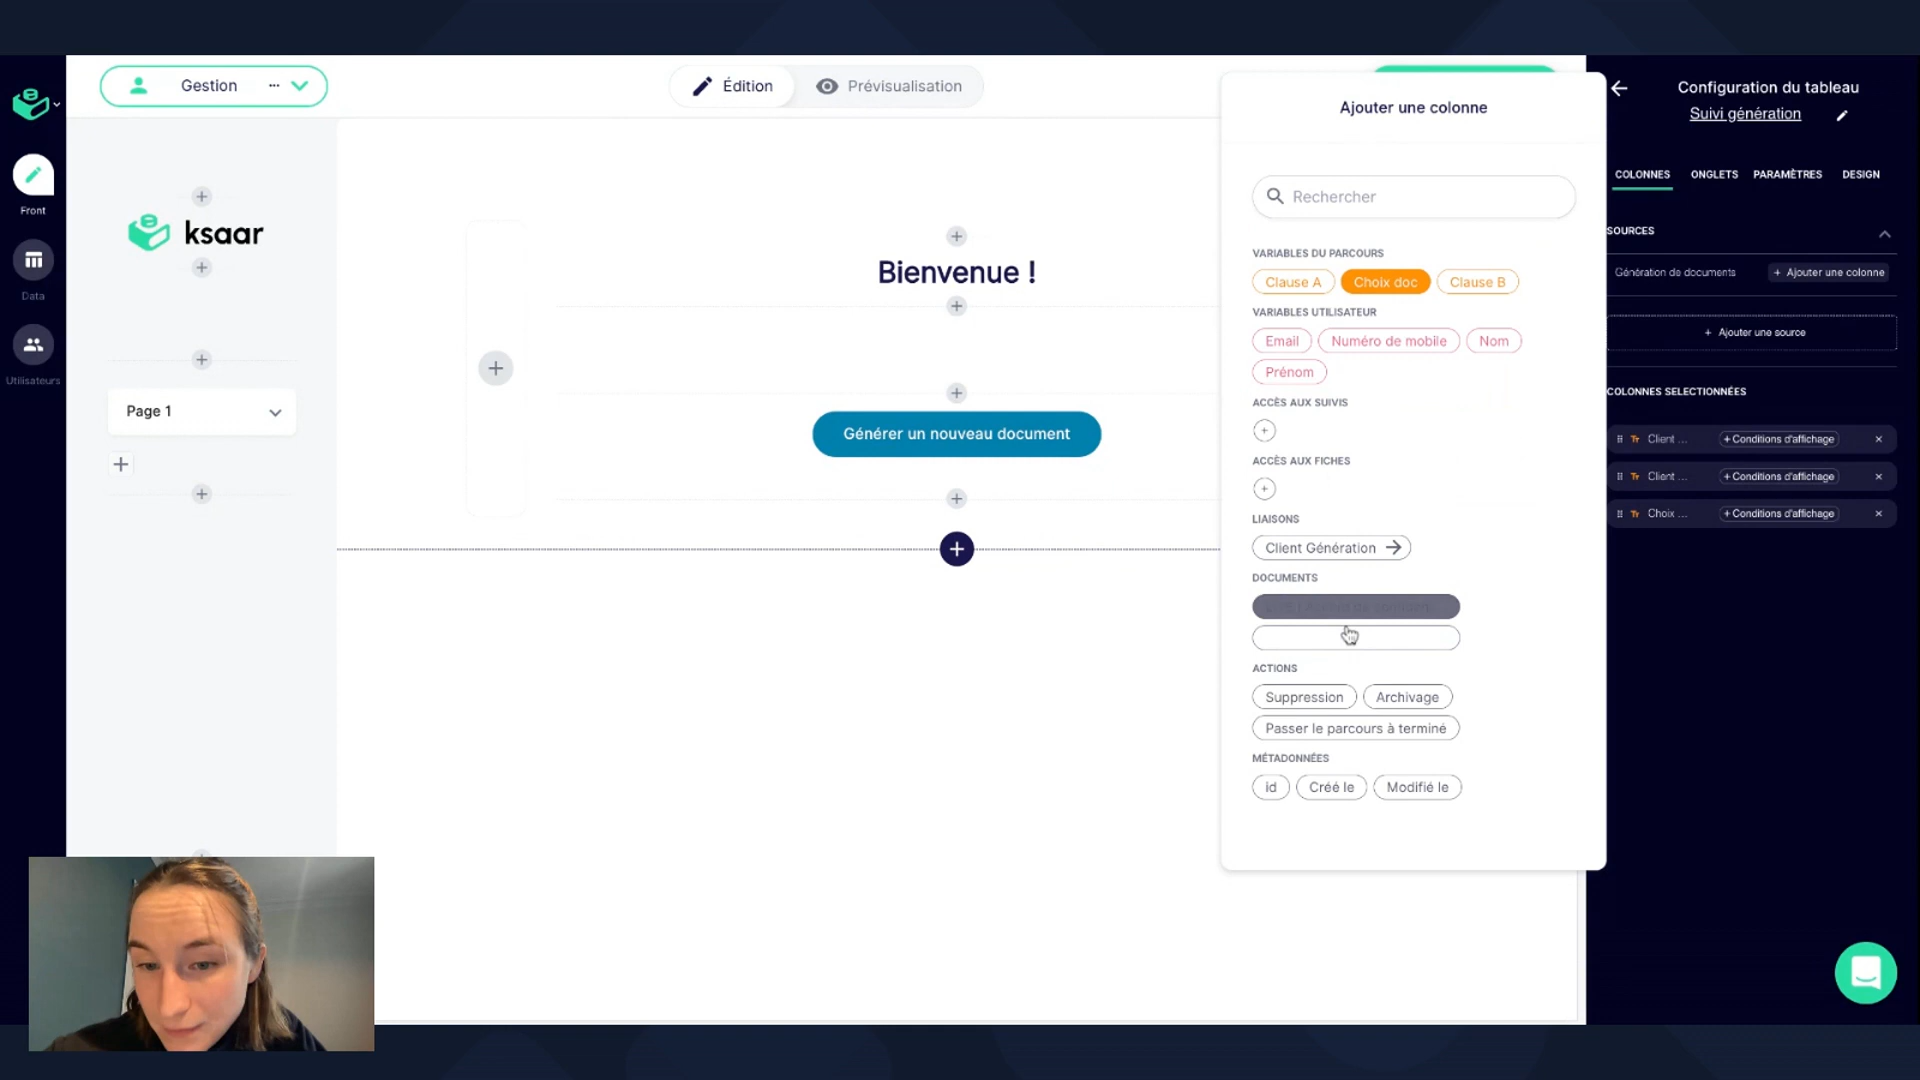 Gestion ...
Édition
Prévisualisation
Front
Data
Utilisateurs
ksaar
Page 1
Bienvenue !
Générer un nouveau document
Ajouter une colonne
Rechercher
VARIABLES DU PARCOURS
Clause A
Choix doc
Clause B
VARIABLES UTILISATEUR
Email
Numéro de mobile
Nom
Prénom
ACCÈS AUX SUIVIS
ACCÈS AUX FICHES
LIAISONS
Client Génération
DOCUMENTS
ACTIONS
Suppression
Archivage
Passer le parcours à terminé
MÉTADONNÉES
id
Créé le
Modifié le
Configuration du tableau
Suivi génération
COLONNES
ONGLETS
PARAMÈTRES
DESIGN
SOURCES
Génération de documents
+ Ajouter une colonne
+ Ajouter une source
COLONNES SELECTIONNÉES
Tr Client ... + Conditions d'affichage ×
Tr Client ... + Conditions d'affichage ×
Tr Choix ... + Conditions d'affichage ×